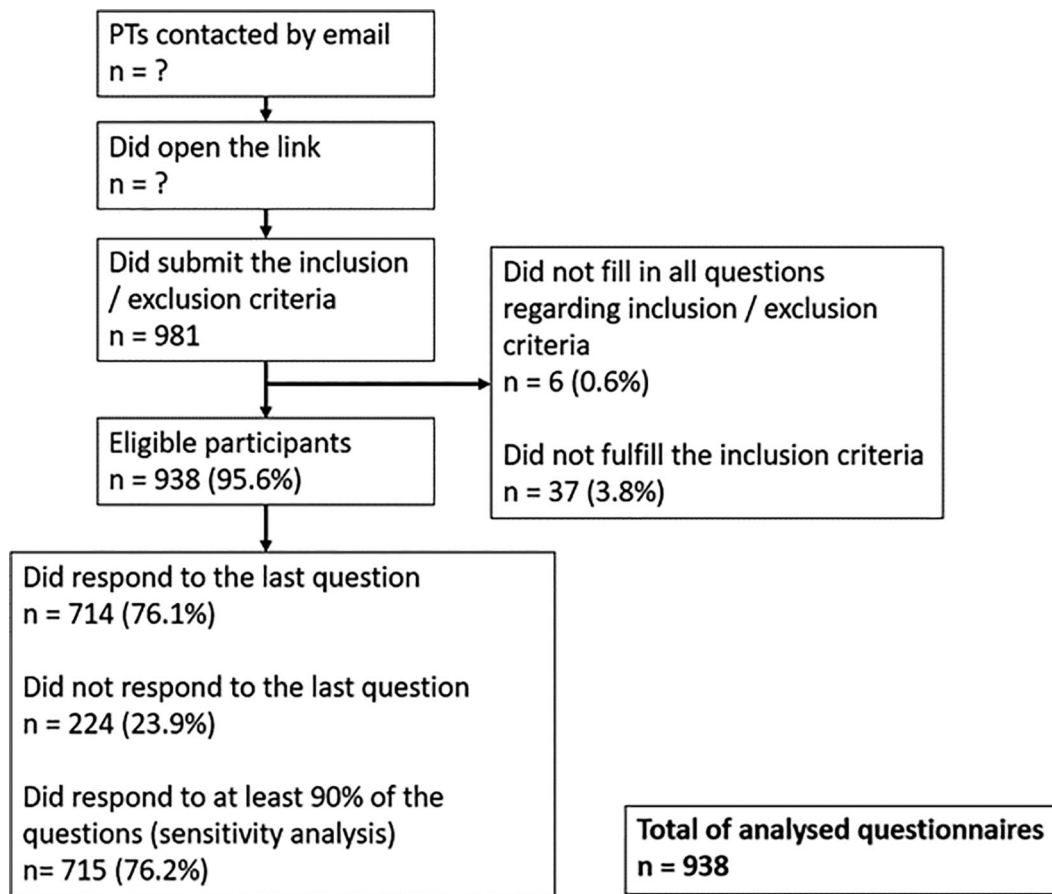 PTs contacted by email
n = ?
Did open the link
n = ?
Did submit the inclusion
/ exclusion criteria
n = 981
Did not fill in all questions
regarding inclusion / exclusion
criteria
n = 6 (0.6%)
Did not fulfill the inclusion criteria
n = 37 (3.8%)
Eligible participants
n = 938 (95.6%)
Did respond to the last question
n = 714 (76.1%)
Did not respond to the last question
n = 224 (23.9%)
Did respond to at least 90% of the
questions (sensitivity analysis)
n= 715 (76.2%)
Total of analysed questionnaires
n = 938